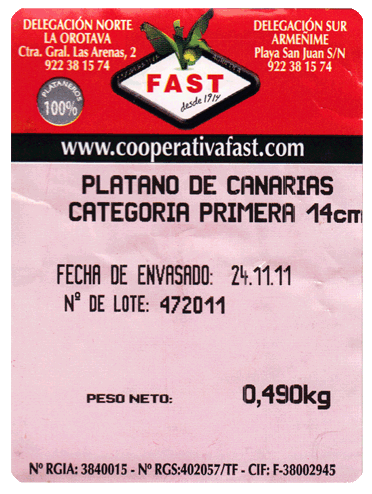 DELEGACIÓN NORTE
LA OROTAVA
Ctra. Gral. Las Arenas, 2
922 38 15 74
DELEGACIÓN SUR
ARMEÑIME
Playa San Juan S/N
922 38 15 74
COOPERATIVA AGRÍCOLA
FAST
desde 1914
PLATANEROS
100%
www.cooperativafast.com
PLATANO DE CANARIAS
CATEGORIA PRIMERA 14cm
FECHA DE ENVASADO: 24.11.11
Nº DE LOTE: 472011
PESO NETO: 0,490kg
Nº RGIA: 3840015 - Nº RGS:402057/TF - CIF: F-38002945